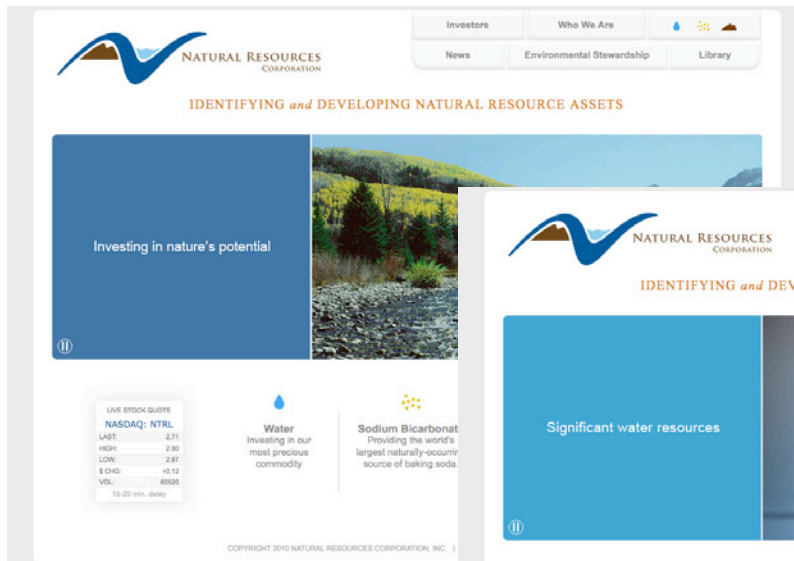 Investors
Who We Are
News
Environmental Stewardship
Library
NATURAL RESOURCES
CORPORATION
IDENTIFYING and DEVELOPING NATURAL RESOURCE ASSETS
Investing in nature's potential
LIVE STOCK QUOTE
NASDAQ: NTRL
LAST: 2.71
HIGH: 2.80
LOW: 2.67
$ CHG: +0.12
VOL: 60620
15-20 min. delay
Water
Investing in our
most precious
commodity
Sodium Bicarbonat
Providing the world's
largest naturally-occurrin
source of baking soda.
COPYRIGHT 2010 NATURAL RESOURCES CORPORATION, INC. |
NATURAL RESOURCES
CORPORATION
IDENTIFYING and DEV
Significant water resources